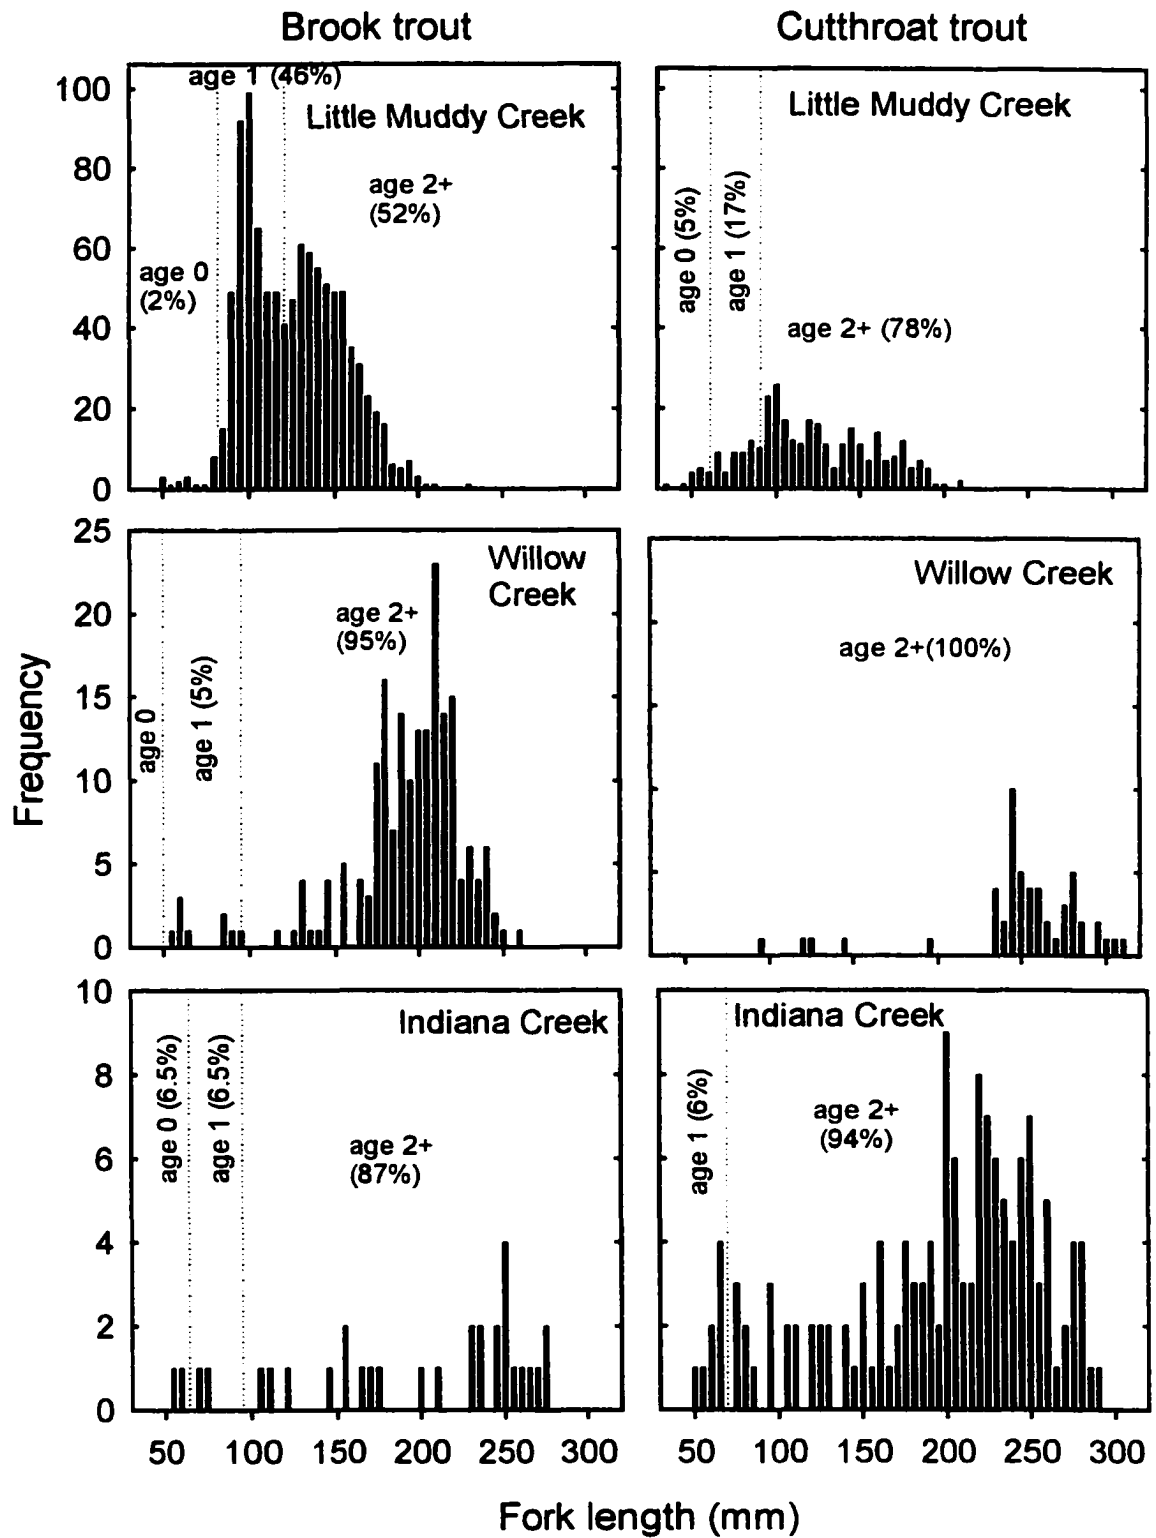 Brook trout
Cutthroat trout
age 1 (46%)
Little Muddy Creek
age 2+
(52%)
age 0
(2%)
100
80
60
40
20
0
Little Muddy Creek
age 0 (5%)
age 1 (17%)
age 2+ (78%)
Willow
Creek
age 2+
(95%)
age 0
age 1 (5%)
25
20
15
10
5
0
Willow Creek
age 2+(100%)
Frequency
Indiana Creek
age 0 (6.5%)
age 1 (6.5%)
age 2+
(87%)
10
8
6
4
2
0
50 100 150 200 250 300
Indiana Creek
age 1 (6%)
age 2+
(94%)
50 100 150 200 250 300
Fork length (mm)